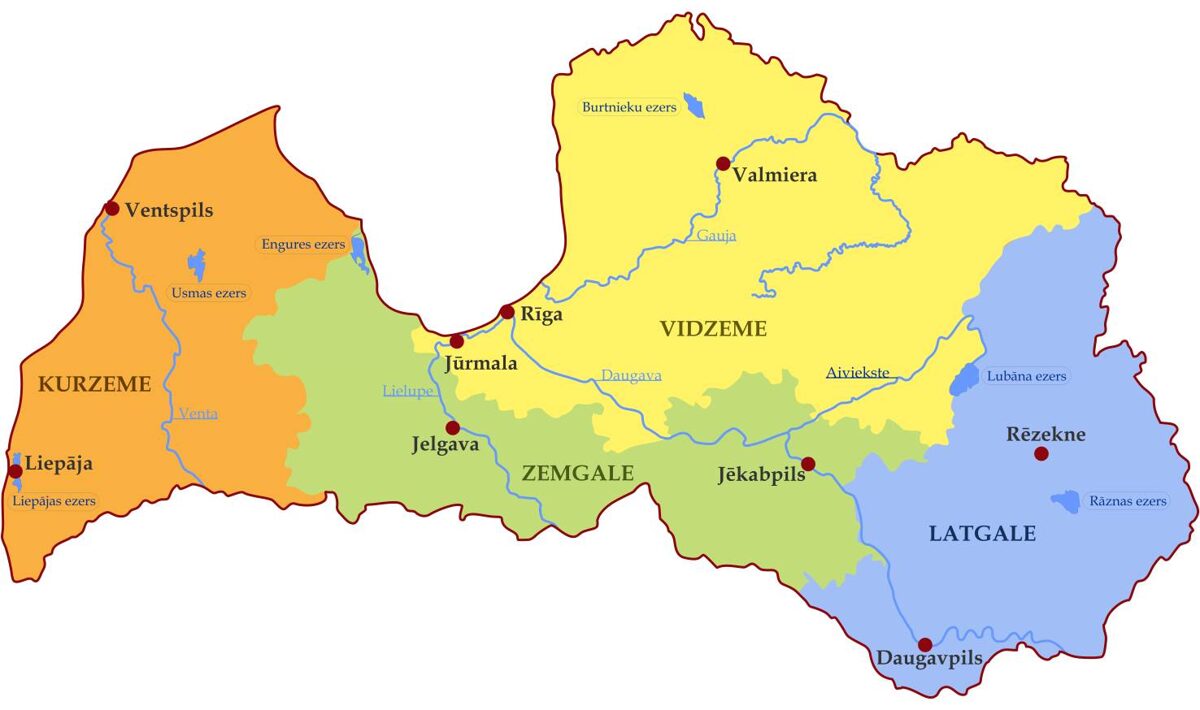 Burtnieku ezers
Valmiera
Ventspils
Gauja
Engures ezers
Usmas ezers
Rīga
VIDZEME
Jūrmala
Aiviekste
Daugava
Lubāna ezers
KURZEME
Lielupe
Venta
Rēzekne
Jelgava
Liepāja
ZEMGALE
Jēkabpils
Liepājas ezers
Rāznas ezers
LATGALE
Daugavpils